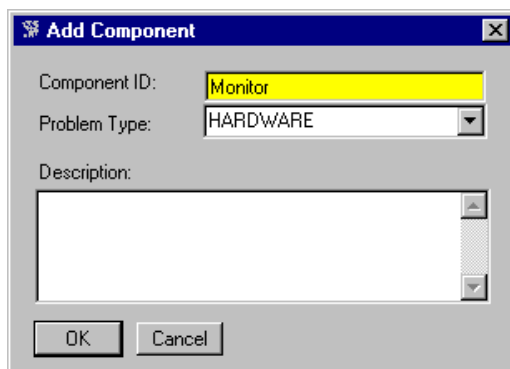 Add Component
Component ID: Monitor
Problem Type: HARDWARE
Description:
OK Cancel